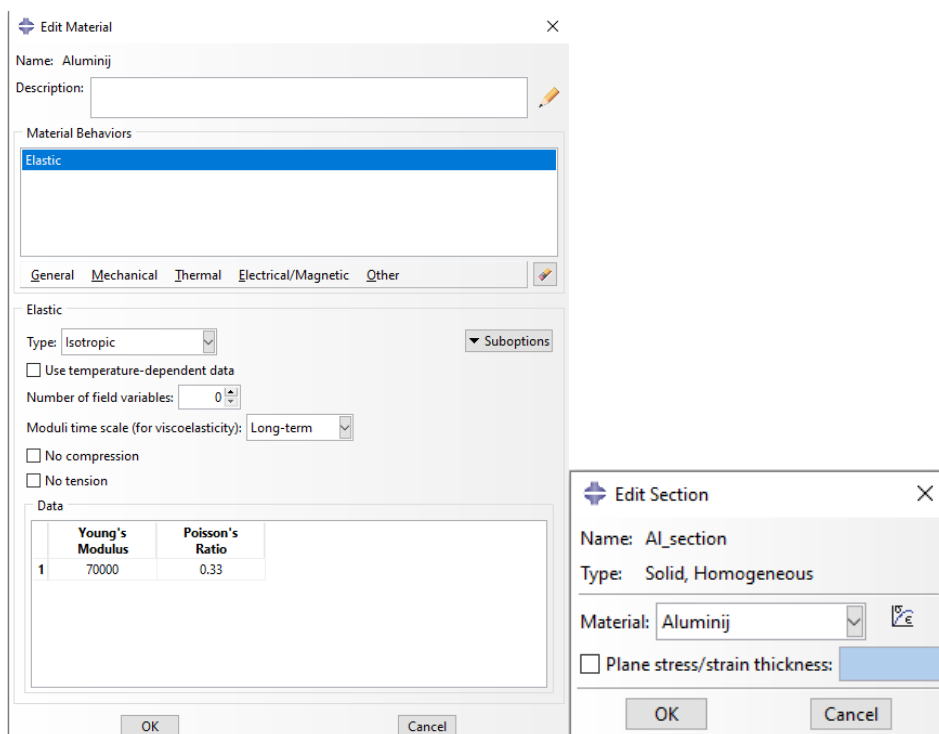 Edit Material
Name: Aluminij
Description:
Material Behaviors
Elastic
General Mechanical Thermal Electrical/Magnetic Other
Elastic
Type: Isotropic
Suboptions
Use temperature-dependent data
Number of field variables: 0
Moduli time scale (for viscoelasticity): Long-term
No compression
No tension
Data
Young's Poisson's
Modulus Ratio
1 70000 0.33
OK Cancel
Edit Section
Name: Al_section
Type: Solid, Homogeneous
Material: Aluminij
σ ε
Plane stress/strain thickness:
OK Cancel